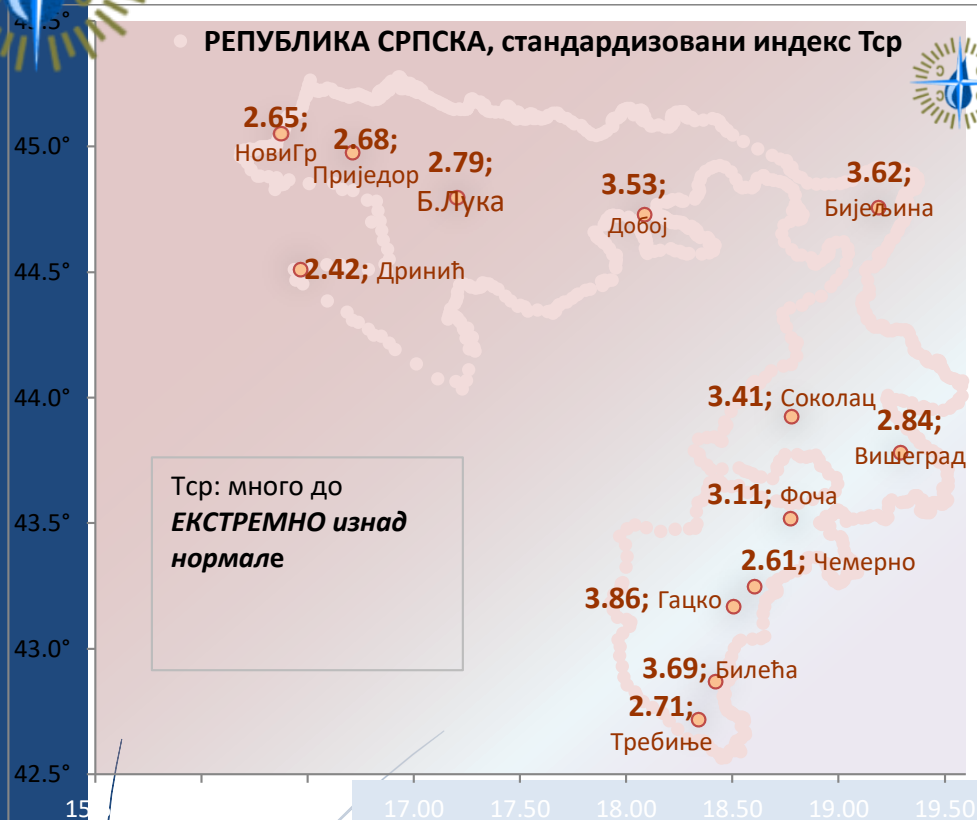 РЕПУБЛИКА СРПСКА, стандардизовани индекс Тср
45.0°
44.5°
44.0°
43.5°
43.0°
42.5°
2.65;
НовиГр
2.68;
Приједор
2.79;
Б.Лука
3.53;
Добој
3.62;
Бијељина
2.42; Дринић
3.41; Соколац
2.84;
Вишеград
3.11; Фоча
2.61; Чемерно
3.86; Гацко
3.69; Билећа
2.71;
Требиње
Тср: много до
ЕКСТРЕМНО изнад
нормале
17.00 17.50 18.00 18.50 19.00 19.50